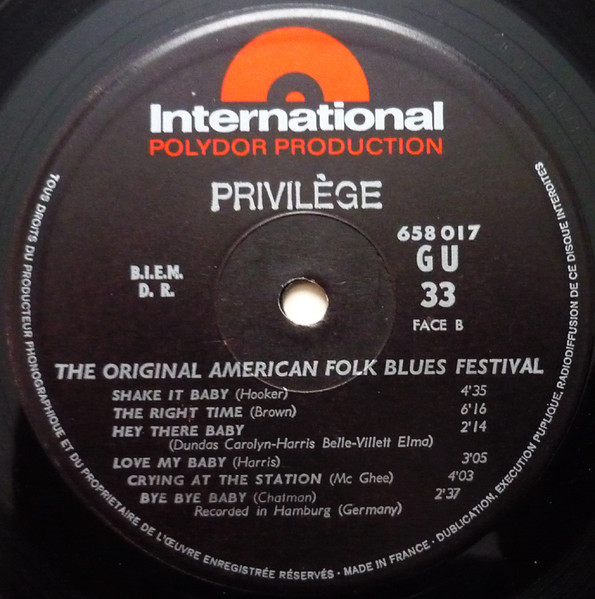 International
POLYDOR PRODUCTION
PRIVILÈGE
B.I.E.M.
D. R.
658 017
GU
33
FACE B
THE ORIGINAL AMERICAN FOLK BLUES FESTIVAL
SHAKE IT BABY (Hooker) 4'35
THE RIGHT TIME (Brown) 6'16
HEY THERE BABY 2'14
(Dundas Carolyn-Harris Belle-Villett Elma)
LOVE MY BABY (Harris) 3'05
CRYING AT THE STATION (Mc Ghee) 4'03
BYE BYE BABY (Chatman) 2'37
Recorded in Hamburg (Germany)
TOUS DROITS DU PRODUCTEUR PHONOGRAPHIQUE ET DU PROPRIETAIRE DE L'ŒUVRE ENREGISTRÉE RÉSERVÉS · MADE IN FRANCE · DUBLICATION, EXECUTION PUPLIQUE, RADIODIFFUSION DE CE DISQUE INTERDITES